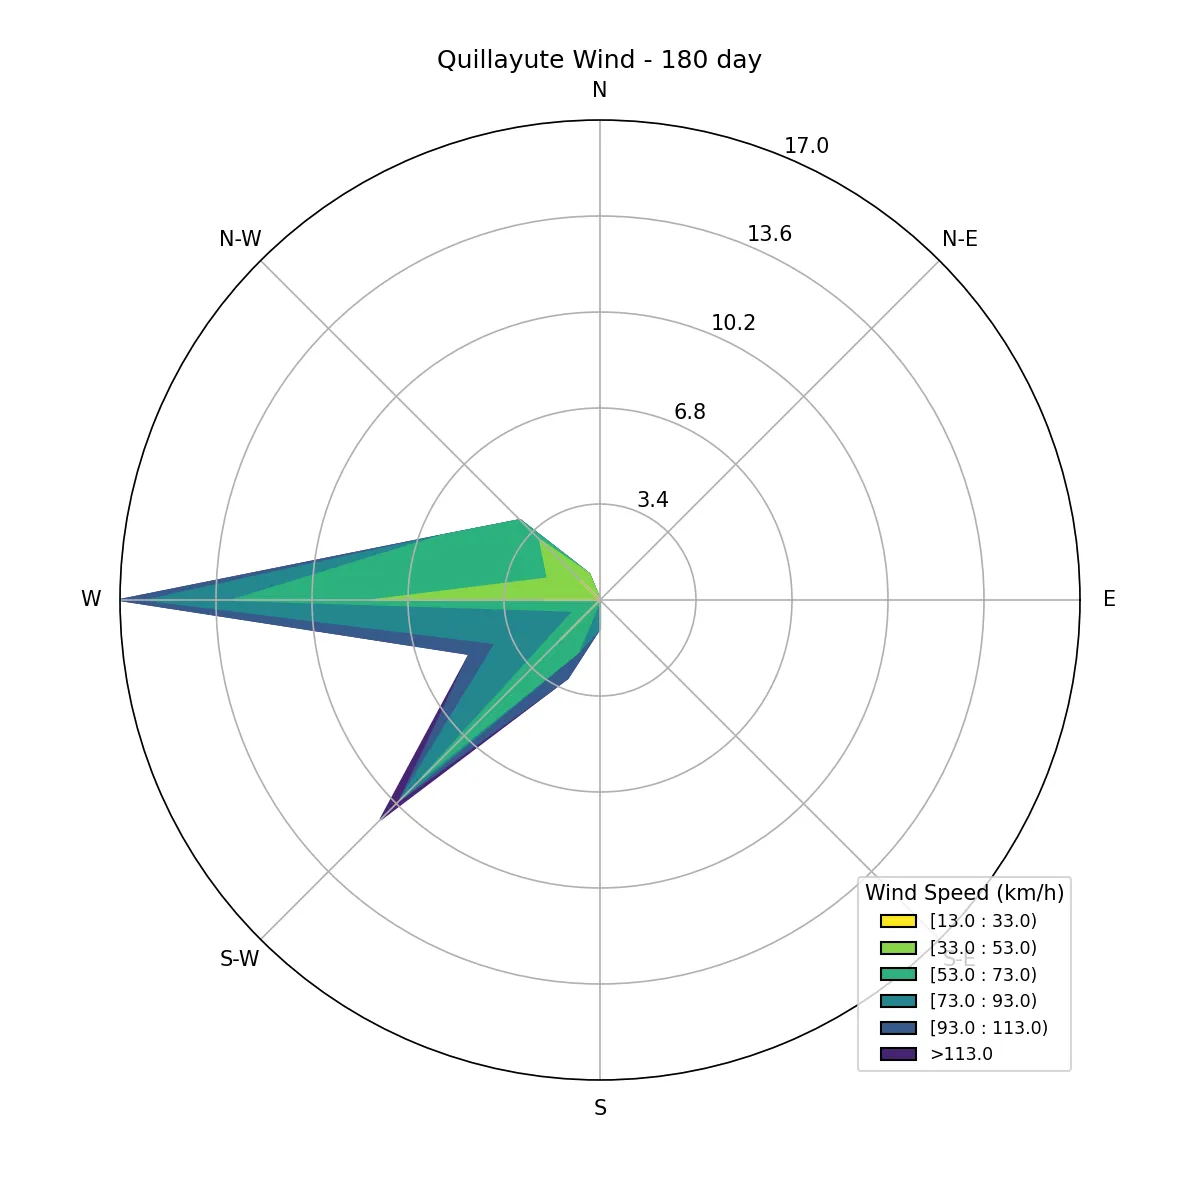 Quillayute Wind - 180 day
N
17.0
N-W
13.6
N-E
10.2
6.8
3.4
W
E
Wind Speed (km/h)
[13.0 : 33.0)
[33.0 : 53.0)
[53.0 : 73.0)
[73.0 : 93.0)
[93.0 : 113.0)
>113.0
S-W
S-E
S